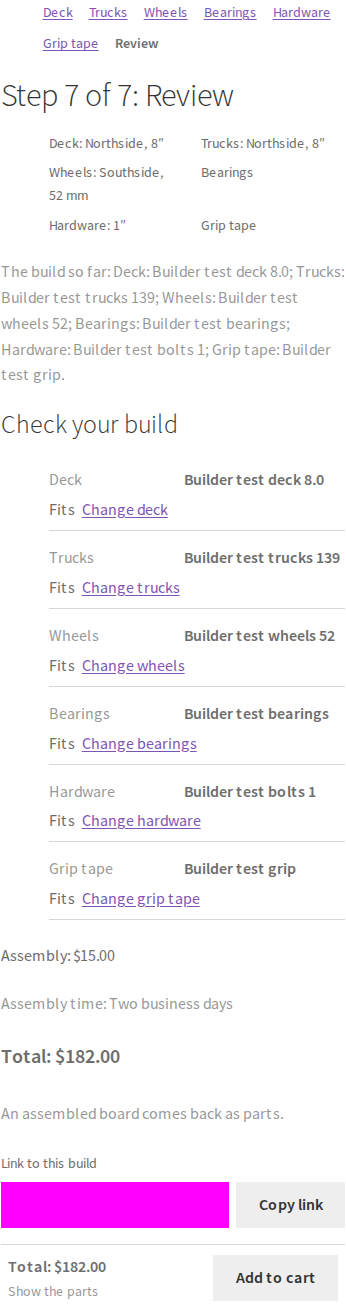 Deck Trucks Wheels Bearings Hardware
Grip tape Review
Step 7 of 7: Review
Deck: Northside, 8″ Trucks: Northside, 8″
Wheels: Southside, Bearings
52 mm
Hardware: 1″ Grip tape
The build so far: Deck: Builder test deck 8.0; Trucks:
Builder test trucks 139; Wheels: Builder test
wheels 52; Bearings: Builder test bearings;
Hardware: Builder test bolts 1; Grip tape: Builder
test grip.
Check your build
Deck Builder test deck 8.0
Fits Change deck
Trucks Builder test trucks 139
Fits Change trucks
Wheels Builder test wheels 52
Fits Change wheels
Bearings Builder test bearings
Fits Change bearings
Hardware Builder test bolts 1
Fits Change hardware
Grip tape Builder test grip
Fits Change grip tape
Assembly: $15.00
Assembly time: Two business days
Total: $182.00
An assembled board comes back as parts.
Link to this build
Copy link
Total: $182.00
Show the parts
Add to cart